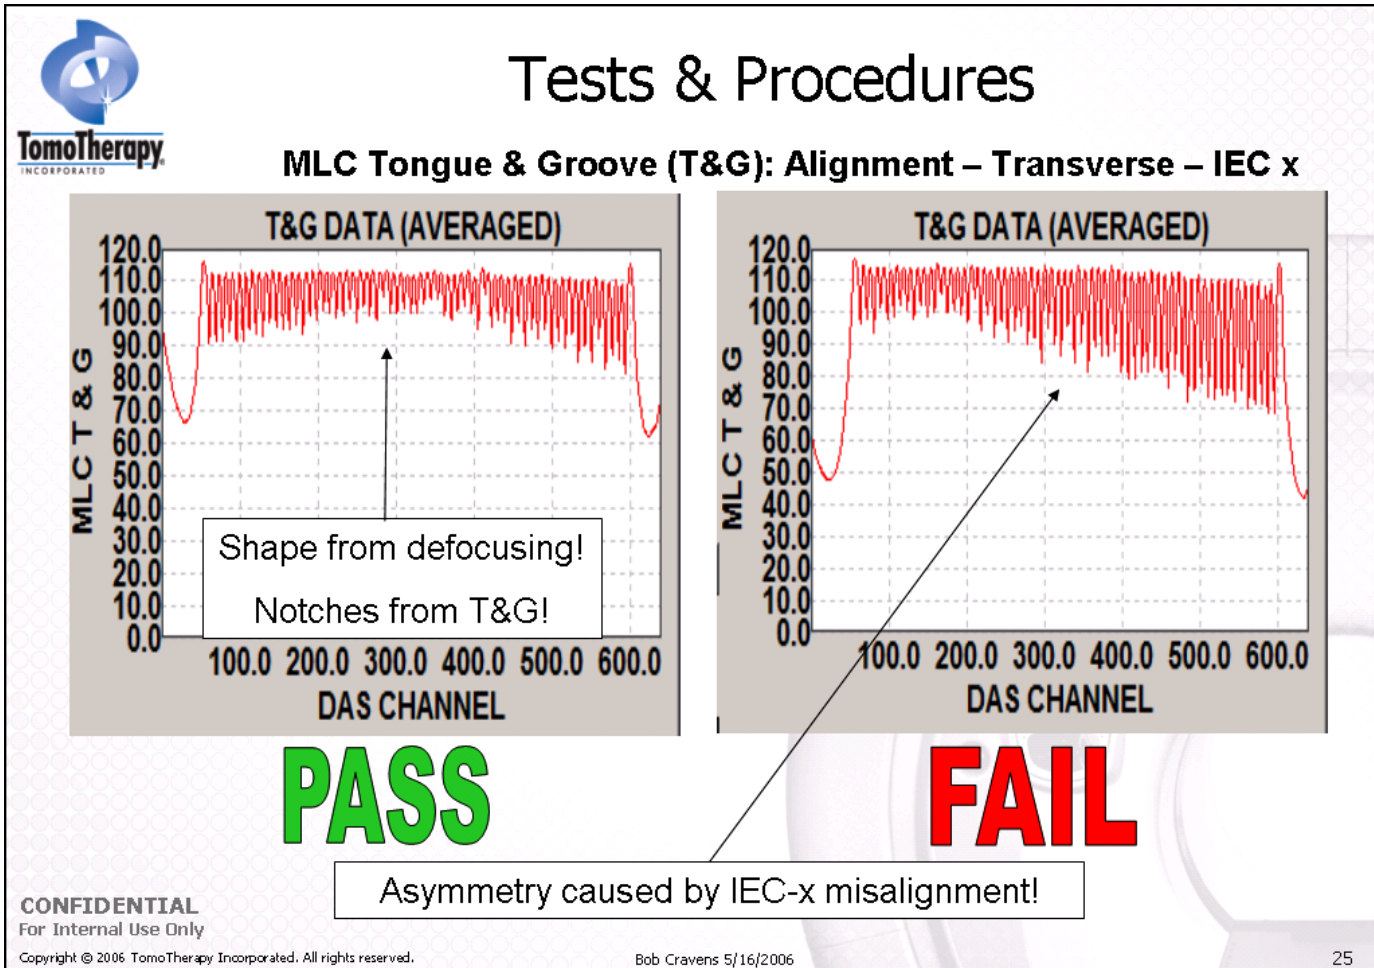 Tests & Procedures
TomoTherapy
INCORPORATED
MLC Tongue & Groove (T&G): Alignment – Transverse – IEC x
T&G DATA (AVERAGED)
120.0
110.0
100.0
90.0
80.0
70.0
60.0
50.0
40.0
30.0
20.0
10.0
0.0
MLC T & G
100.0 200.0 300.0 400.0 500.0 600.0
DAS CHANNEL
Shape from defocusing!
Notches from T&G!
T&G DATA (AVERAGED)
120.0
110.0
100.0
90.0
80.0
70.0
60.0
50.0
40.0
30.0
20.0
10.0
0.0
MLC T & G
100.0 200.0 300.0 400.0 500.0 600.0
DAS CHANNEL
PASS
FAIL
Asymmetry caused by IEC-x misalignment!
CONFIDENTIAL
For Internal Use Only
Copyright © 2006 TomoTherapy Incorporated. All rights reserved.
Bob Cravens 5/16/2006
25